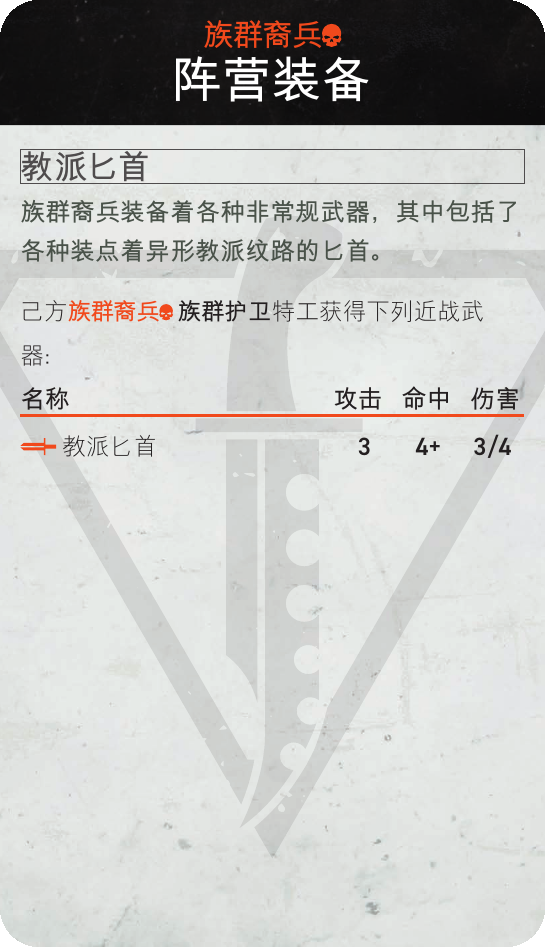 族群裔兵
阵营装备
教派匕首
族群裔兵装备着各种非常规武器，其中包括了
各种装点着异形教派纹路的匕首。
己方族群裔兵 族群护卫特工获得下列近战武
器:
名称 攻击 命中 伤害
教派匕首 3 4+ 3/4